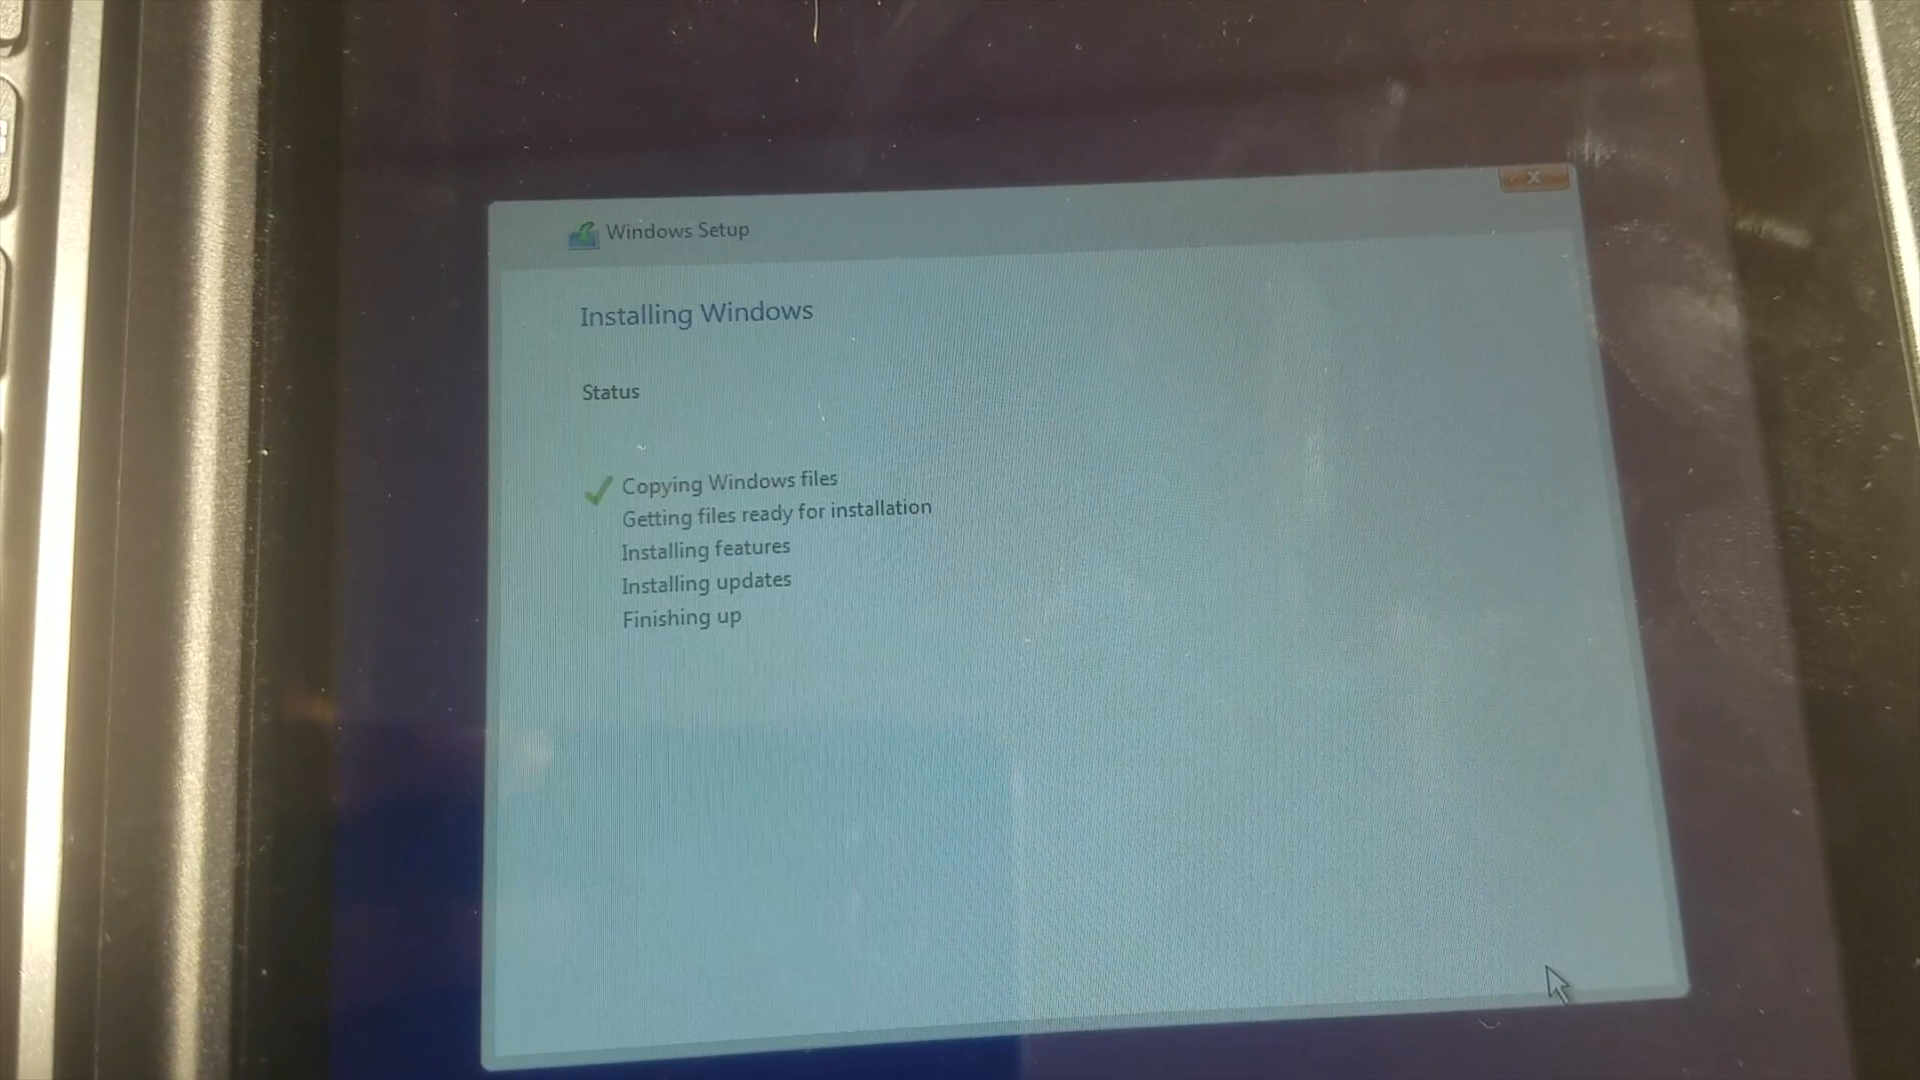 Windows Setup
Installing Windows
Status
Copying Windows files
Getting files ready for installation
Installing features
Installing updates
Finishing up